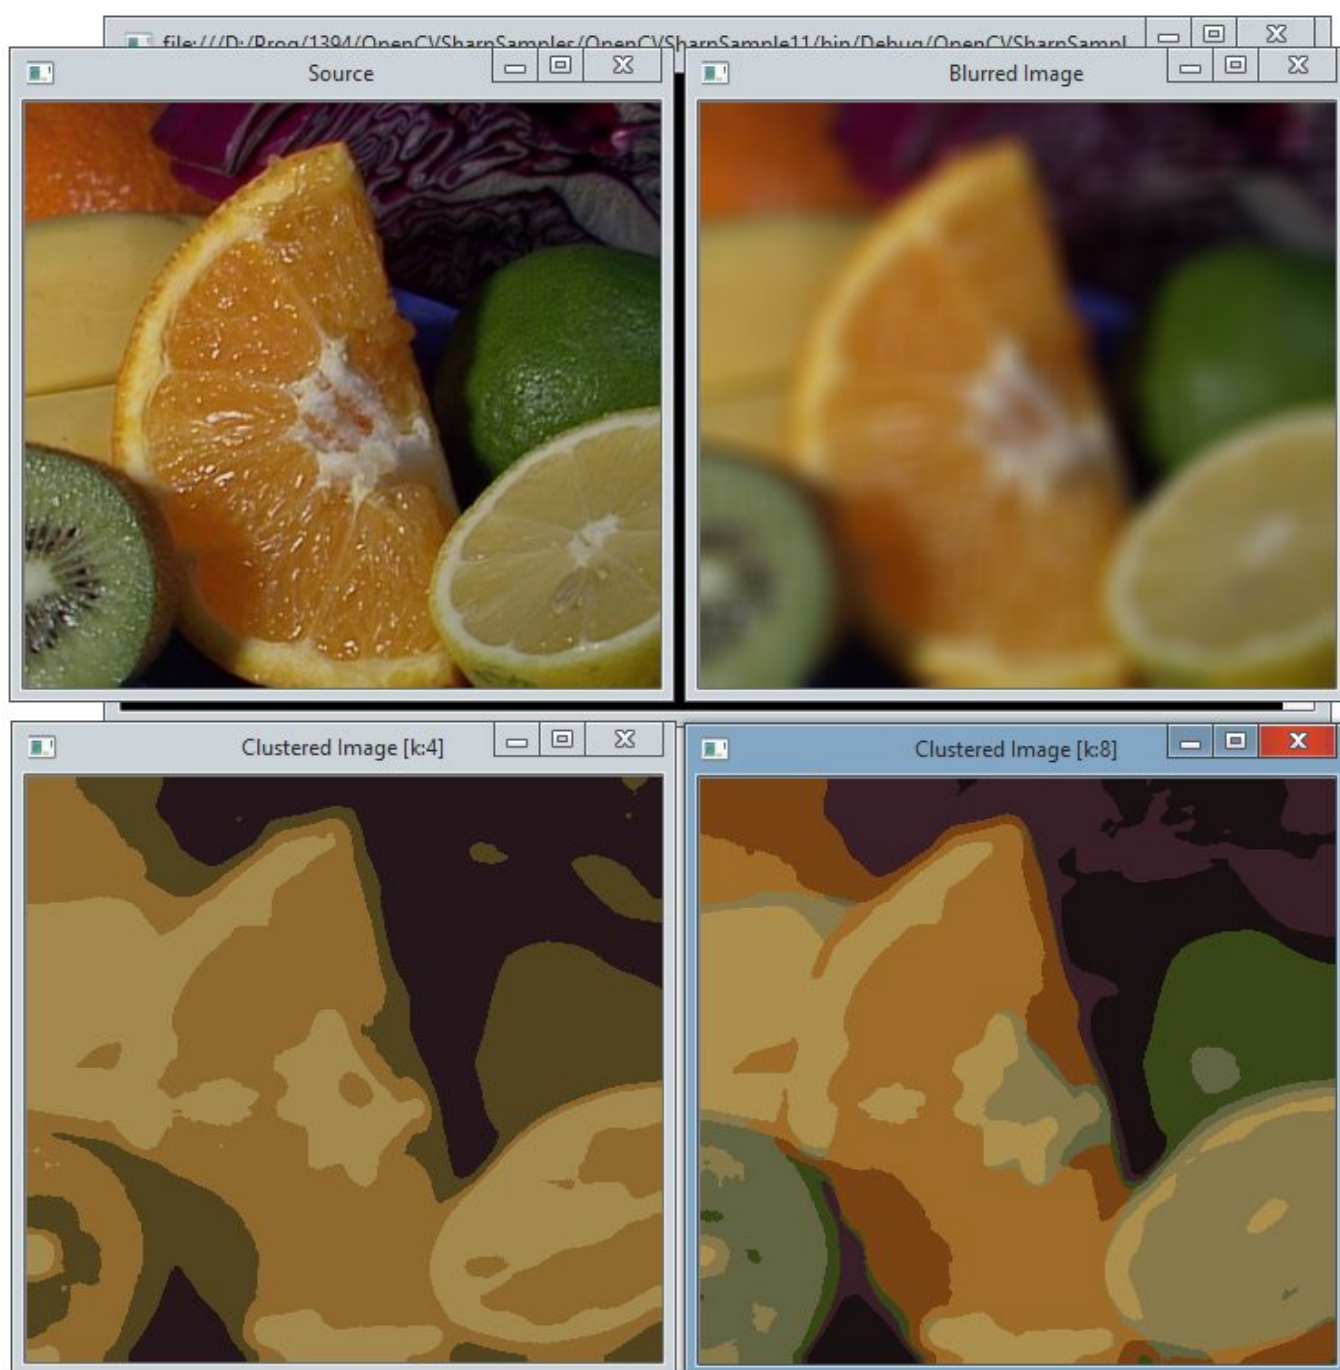 file:///D:/Prog/1394/OpenCVSharpSamples/OpenCVSharpSample11/bin/Debug/OpenCVSharpSampl...
Source
Blurred Image
Clustered Image [k:4]
Clustered Image [k:8]